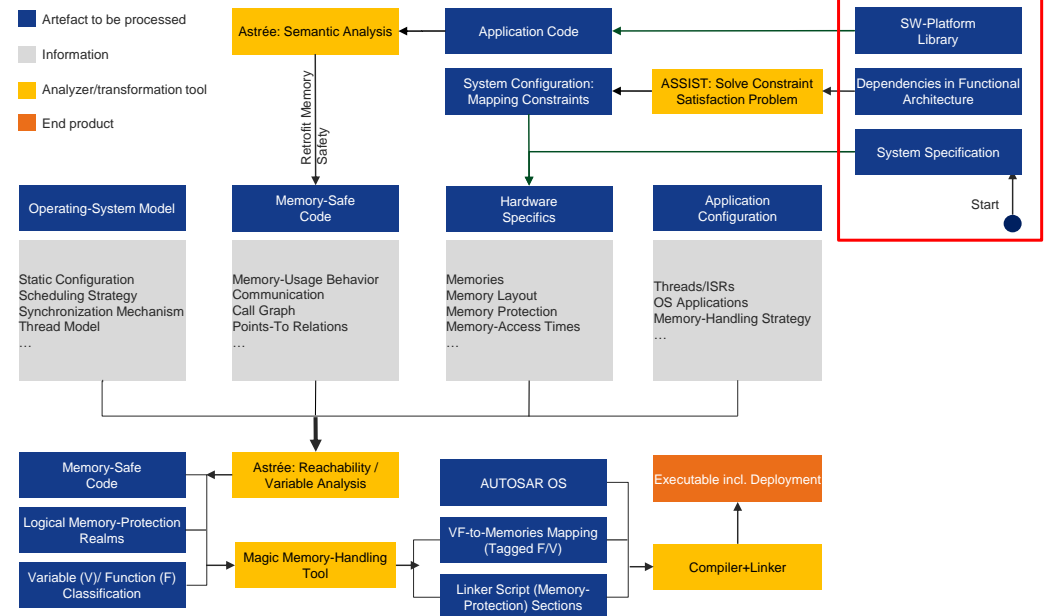 Artefact to be processed
Information
Analyzer/transformation tool
End product
Astrée: Semantic Analysis
Application Code
SW-Platform
Library
System Configuration:
Mapping Constraints
ASSIST: Solve Constraint
Satisfaction Problem
Dependencies in Functional
Architecture
System Specification
Start
Retrofit Memory
Safety
Operating-System Model
Memory-Safe
Code
Hardware
Specifics
Application
Configuration
Static Configuration
Scheduling Strategy
Synchronization Mechanism
Thread Model
…
Memory-Usage Behavior
Communication
Call Graph
Points-To Relations
…
Memories
Memory Layout
Memory Protection
Memory-Access Times
…
Threads/ISRs
OS Applications
Memory-Handling Strategy
…
Memory-Safe
Code
Astrée: Reachability /
Variable Analysis
AUTOSAR OS
Executable incl. Deployment
Logical Memory-Protection
Realms
Magic Memory-Handling
Tool
VF-to-Memories Mapping
(Tagged F/V)
Compiler+Linker
Variable (V)/ Function (F)
Classification
Linker Script (Memory-
Protection) Sections